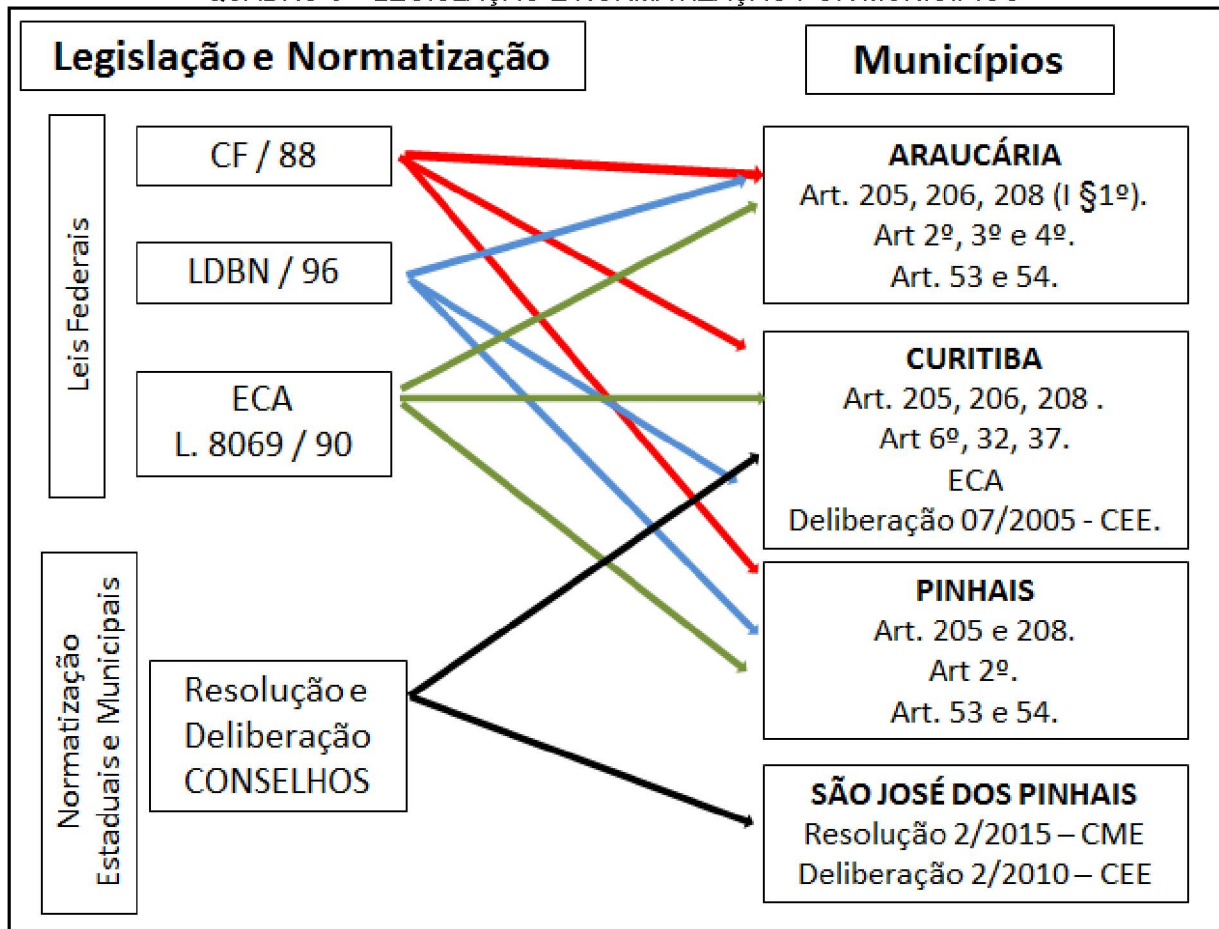 Legislação e Normatização
Municípios
Leis Federais
CF / 88
LDBN / 96
ECA
L. 8069 / 90
Normatização
Estaduais e Municipais
Resolução e
Deliberação
CONSELHOS
ARAUCÁRIA
Art. 205, 206, 208 (I §1º).
Art 2º, 3º e 4º.
Art. 53 e 54.
CURITIBA
Art. 205, 206, 208 .
Art 6º, 32, 37.
ECA
Deliberação 07/2005 - CEE.
PINHAIS
Art. 205 e 208.
Art 2º.
Art. 53 e 54.
SÃO JOSÉ DOS PINHAIS
Resolução 2/2015 – CME
Deliberação 2/2010 – CEE